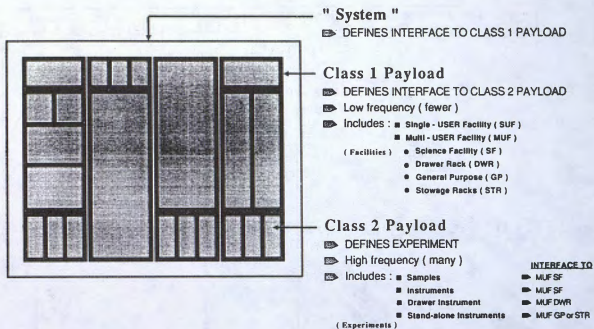 " System "
DEFINES INTERFACE TO CLASS 1 PAYLOAD
Class 1 Payload
DEFINES INTERFACE TO CLASS 2 PAYLOAD
Low frequency ( fewer )
Includes : ■ Single - USER Facility ( SUF )
■ Multi - USER Facility ( MUF )
( Facilities ) ● Science Facility ( SF )
● Drawer Rack ( DWR )
● General Purpose ( GP )
● Stowage Racks ( STR )
Class 2 Payload
DEFINES EXPERIMENT
High frequency ( many )
INTERFACE TO
Includes : ■ Samples MUF SF
■ Instruments MUF SF
■ Drawer Instrument MUF DWR
■ Stand-alone Instruments MUF GP or STR
( Experiments )